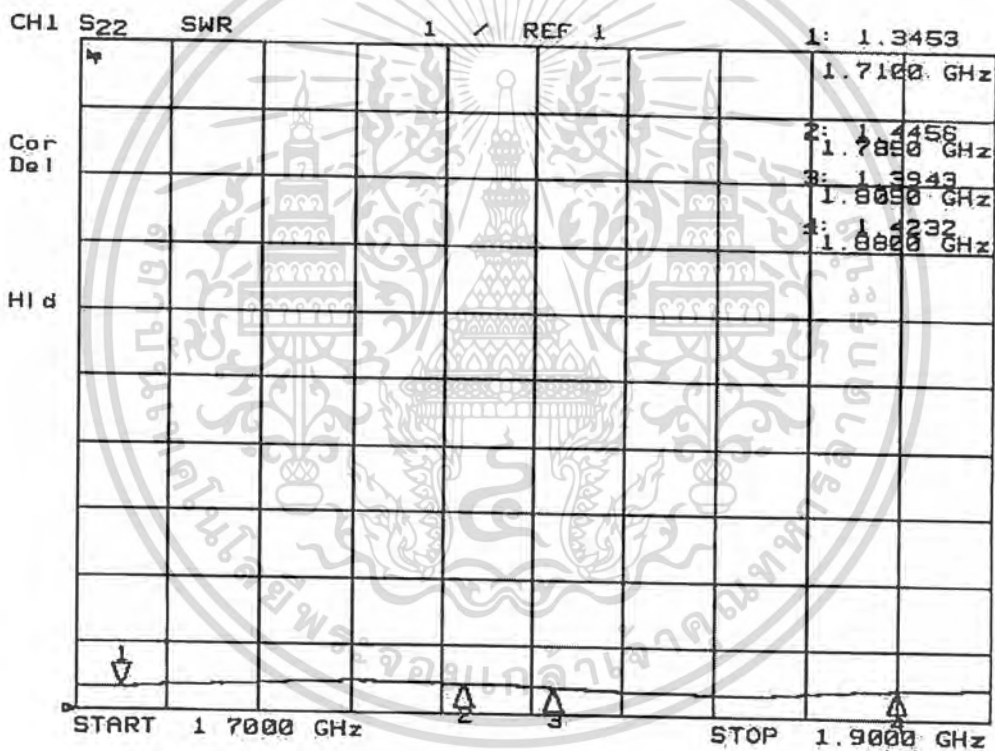 CH1 S22 SWR 1 / REF 1
1: 1.3453
1.7100 GHz
2: 1.4456
1.7850 GHz
Cor
Del
3: 1.3943
1.8050 GHz
4: 1.4232
1.8800 GHz
Hld
1
2
3
4
START 1.7000 GHz STOP 1.9000 GHz